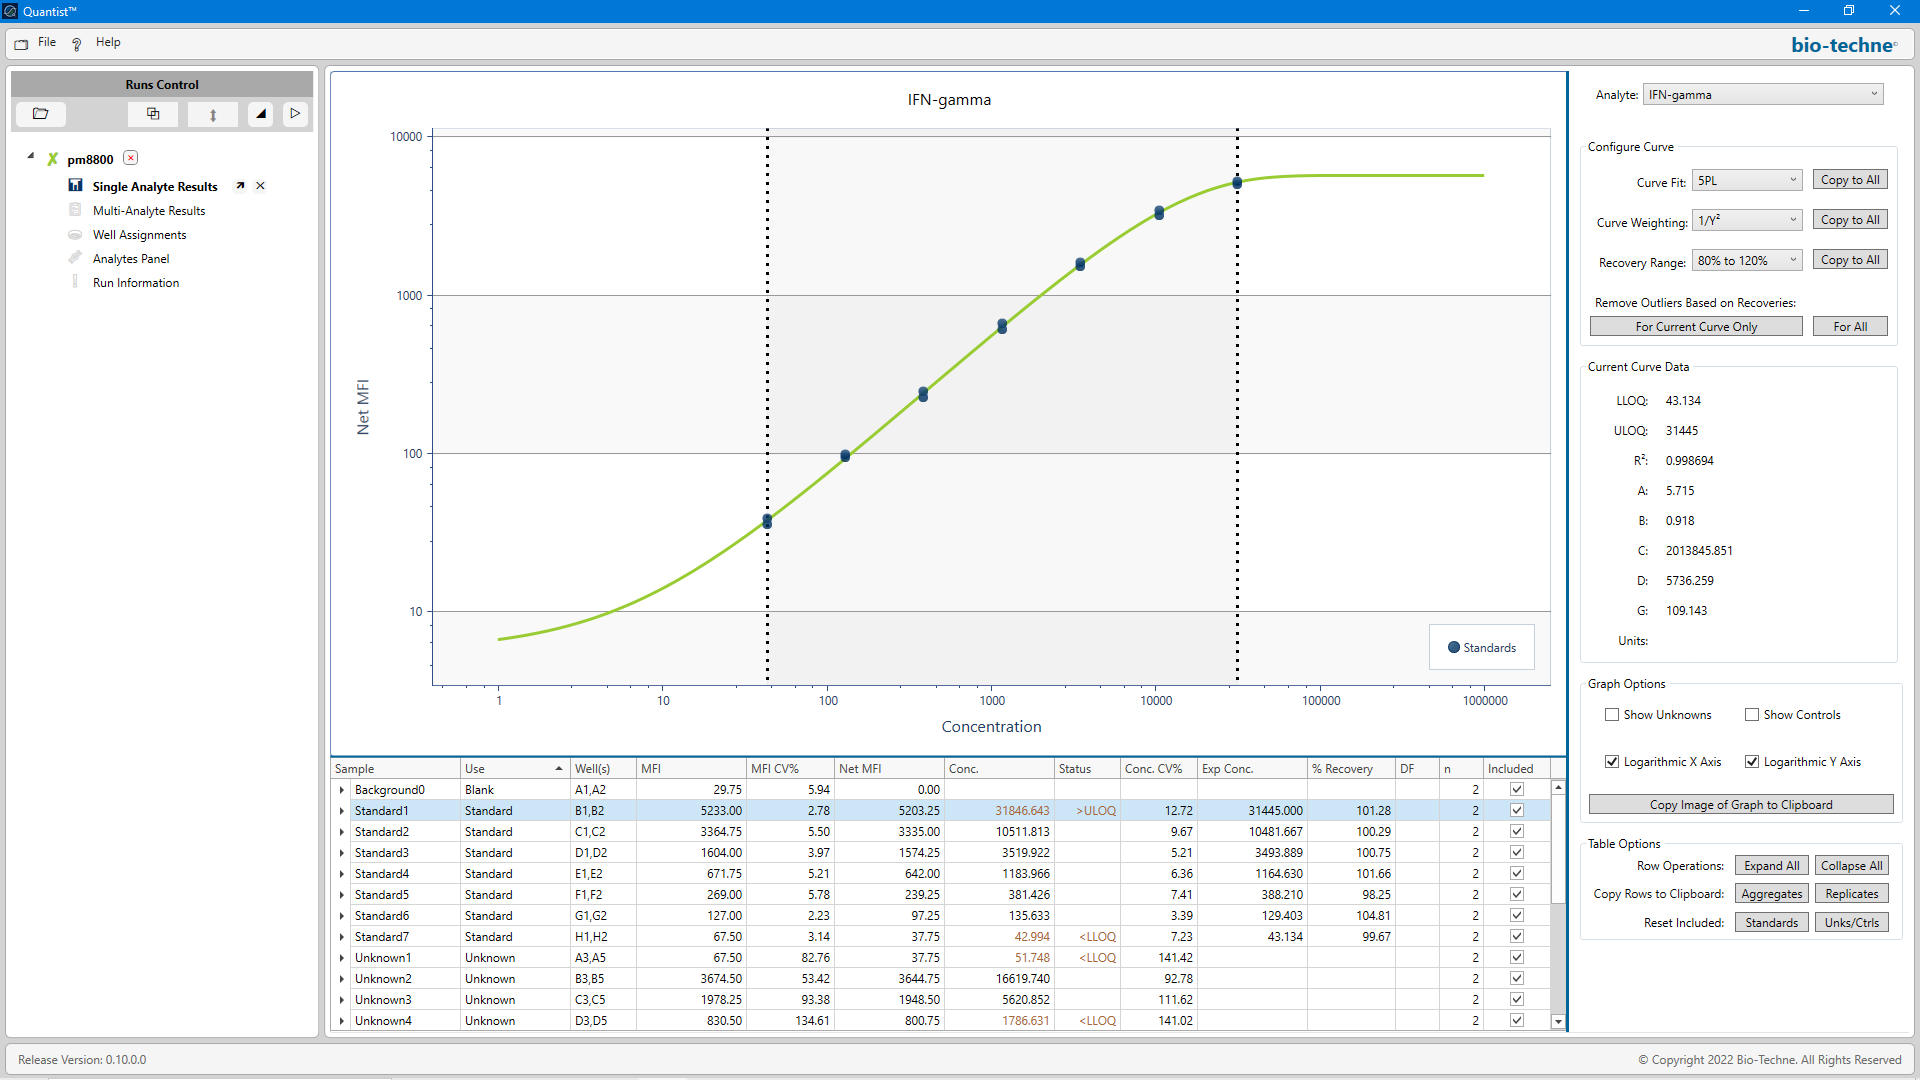 Quantist™
File Help
bio-techne
Runs Control
pm8800
Single Analyte Results
Multi-Analyte Results
Well Assignments
Analytes Panel
Run Information
IFN-gamma
10000
1000
100
10
Net MFI
Standards
1 10 100 1000 10000 100000 1000000
Concentration
Sample Use Well(s) MFI MFI CV% Net MFI Conc. Status Conc. CV% Exp Conc. % Recovery DF n Included
Background0 Blank A1,A2 29.75 5.94 0.00 2
Standard1 Standard B1,B2 5233.00 2.78 5203.25 31846.643 >ULOQ 12.72 31445.000 101.28 2
Standard2 Standard C1,C2 3364.75 5.50 3335.00 10511.813 9.67 10481.667 100.29 2
Standard3 Standard D1,D2 1604.00 3.97 1574.25 3519.922 5.21 3493.889 100.75 2
Standard4 Standard E1,E2 671.75 5.21 642.00 1183.966 6.36 1164.630 101.66 2
Standard5 Standard F1,F2 269.00 5.78 239.25 381.426 7.41 388.210 98.25 2
Standard6 Standard G1,G2 127.00 2.23 97.25 135.633 3.39 129.403 104.81 2
Standard7 Standard H1,H2 67.50 3.14 37.75 42.994 <LLOQ 7.23 43.134 99.67 2
Unknown1 Unknown A3,A5 67.50 82.76 37.75 51.748 <LLOQ 141.42 2
Unknown2 Unknown B3,B5 3674.50 53.42 3644.75 16619.740 92.78 2
Unknown3 Unknown C3,C5 1978.25 93.38 1948.50 5620.852 111.62 2
Unknown4 Unknown D3,D5 830.50 134.61 800.75 1786.631 <LLOQ 141.02 2
Analyte: IFN-gamma
Configure Curve
Curve Fit: 5PL Copy to All
Curve Weighting: 1/Y² Copy to All
Recovery Range: 80% to 120% Copy to All
Remove Outliers Based on Recoveries:
For Current Curve Only For All
Current Curve Data
LLOQ: 43.134
ULOQ: 31445
R²: 0.998694
A: 5.715
B: 0.918
C: 2013845.851
D: 5736.259
G: 109.143
Units:
Graph Options
Show Unknowns Show Controls
Logarithmic X Axis Logarithmic Y Axis
Copy Image of Graph to Clipboard
Table Options
Row Operations: Expand All Collapse All
Copy Rows to Clipboard: Aggregates Replicates
Reset Included: Standards Unks/Ctrls
Release Version: 0.10.0.0
© Copyright 2022 Bio-Techne. All Rights Reserved